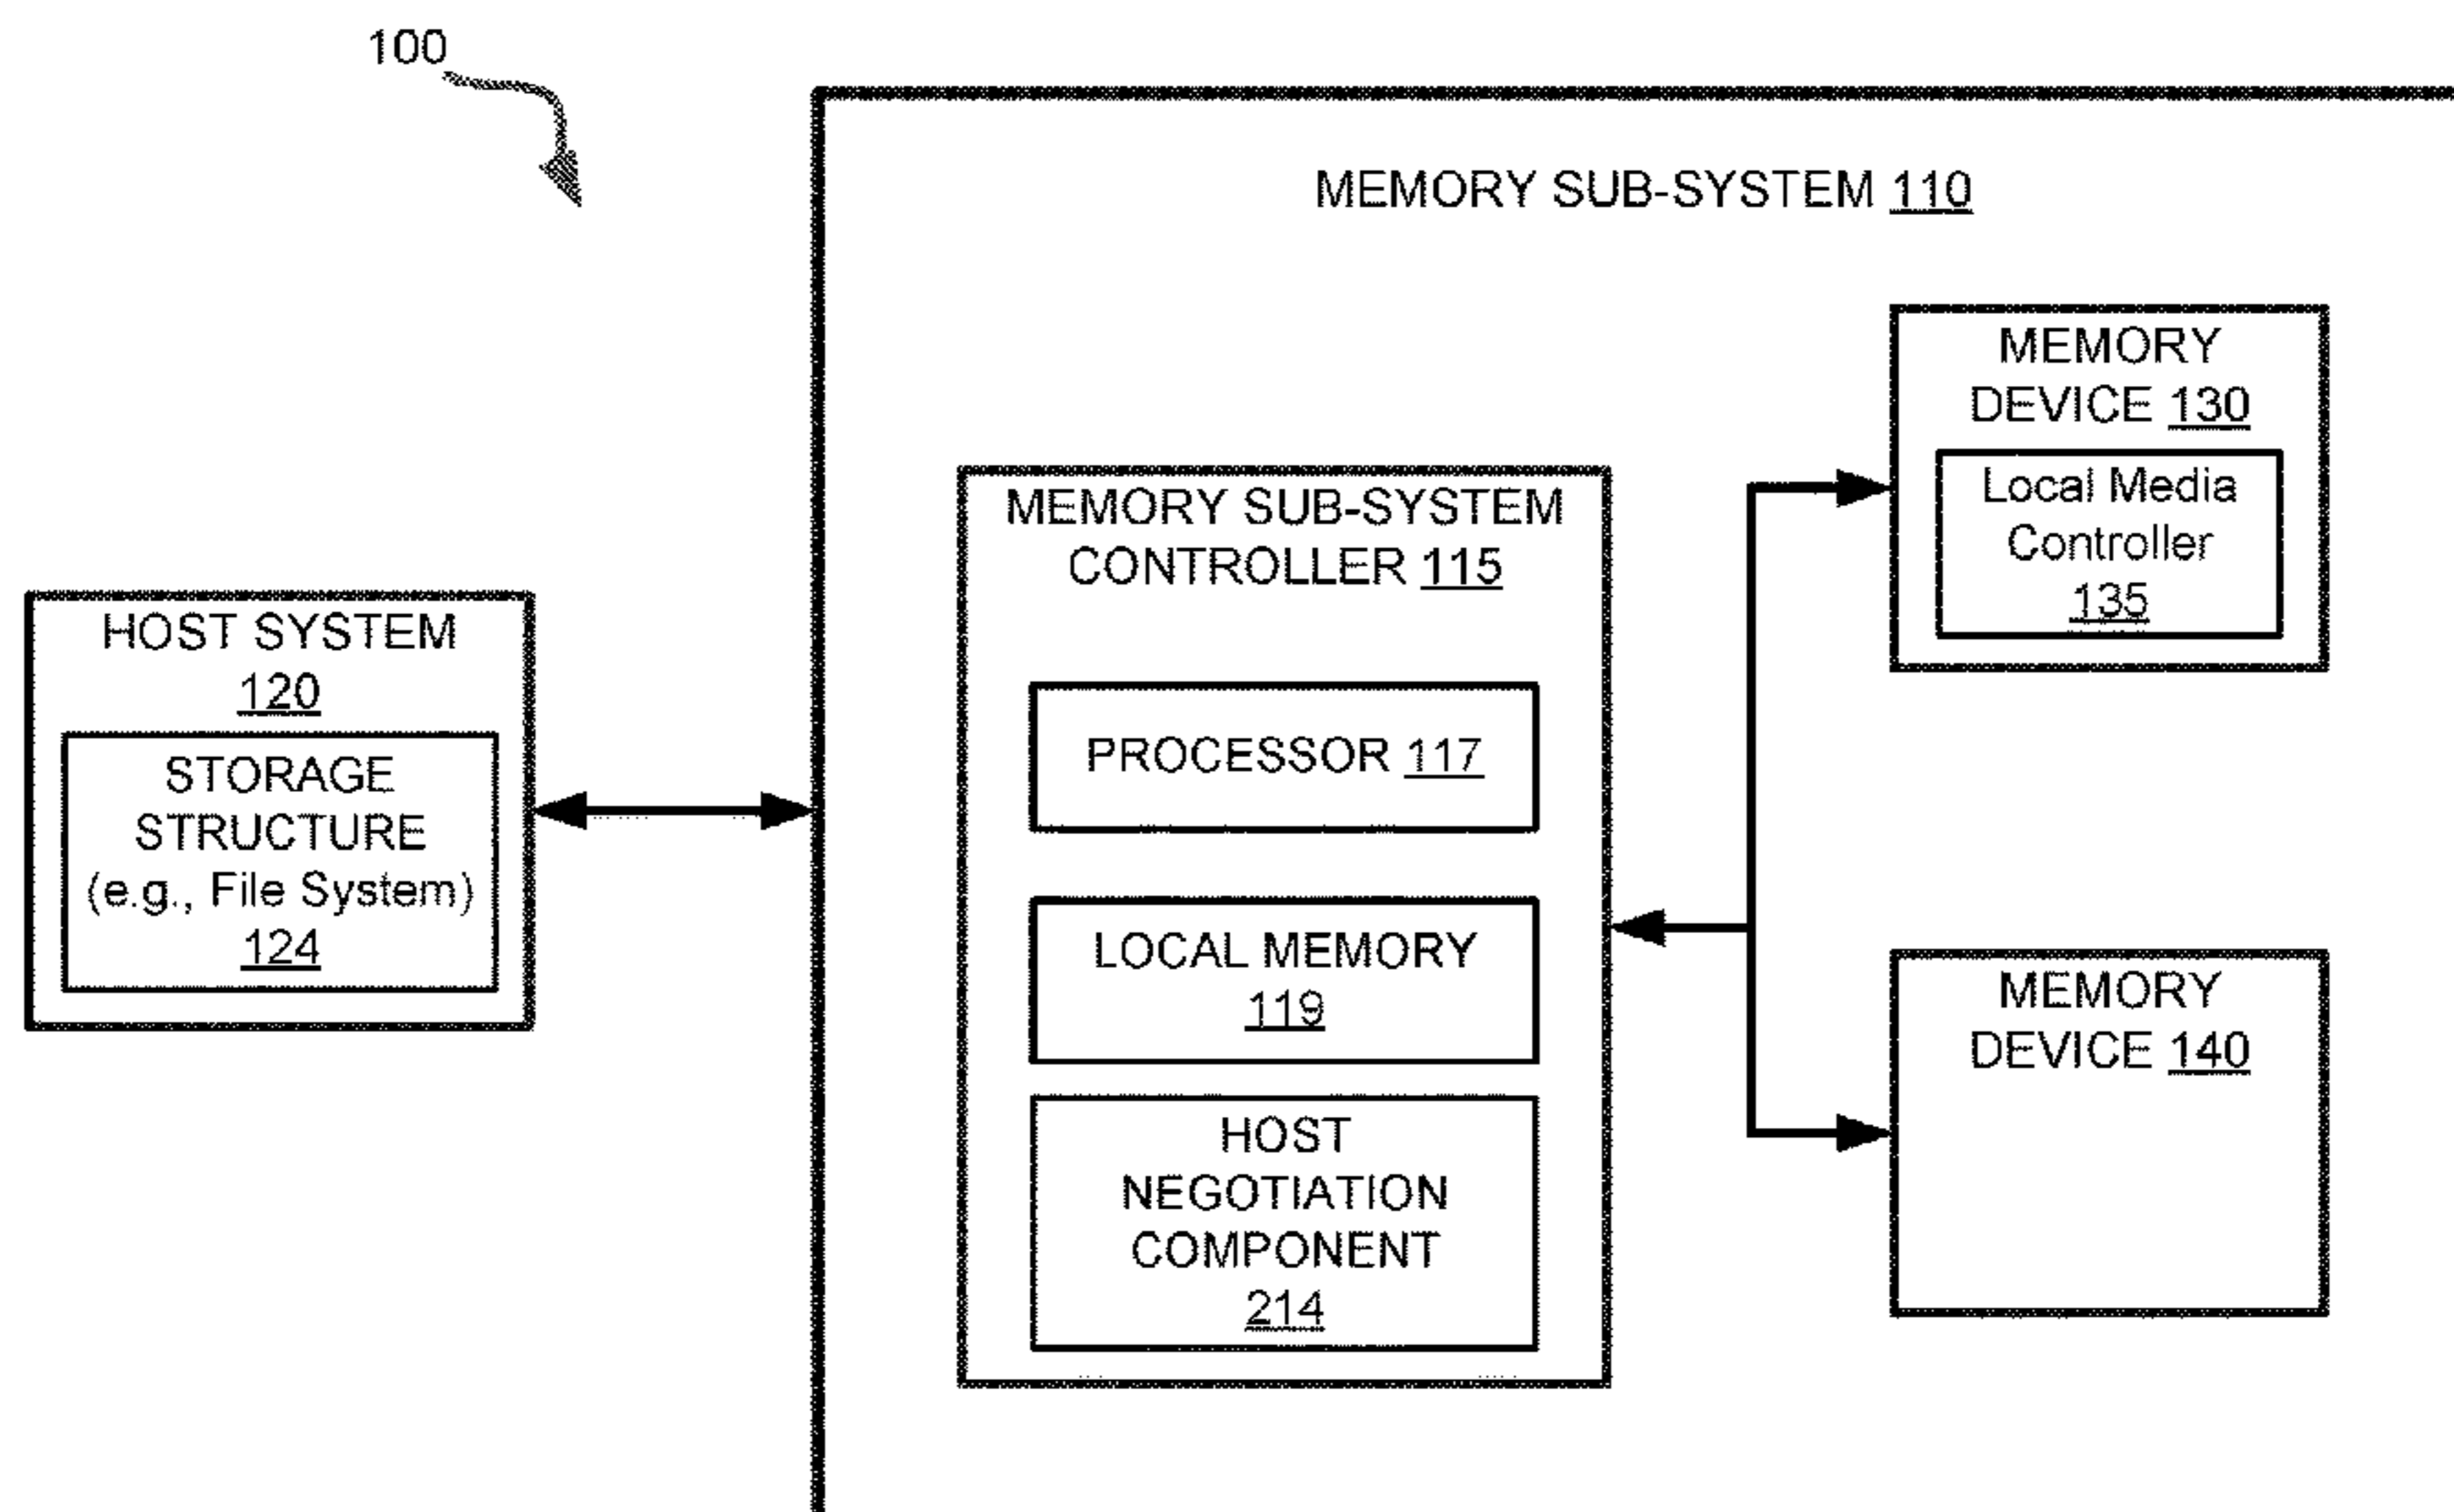 100
MEMORY SUB-SYSTEM 110
HOST SYSTEM
120
STORAGE
STRUCTURE
(e.g., File System)
124
MEMORY SUB-SYSTEM
CONTROLLER 115
PROCESSOR 117
LOCAL MEMORY
119
HOST
NEGOTIATION
COMPONENT
214
MEMORY
DEVICE 130
Local Media
Controller
135
MEMORY
DEVICE 140